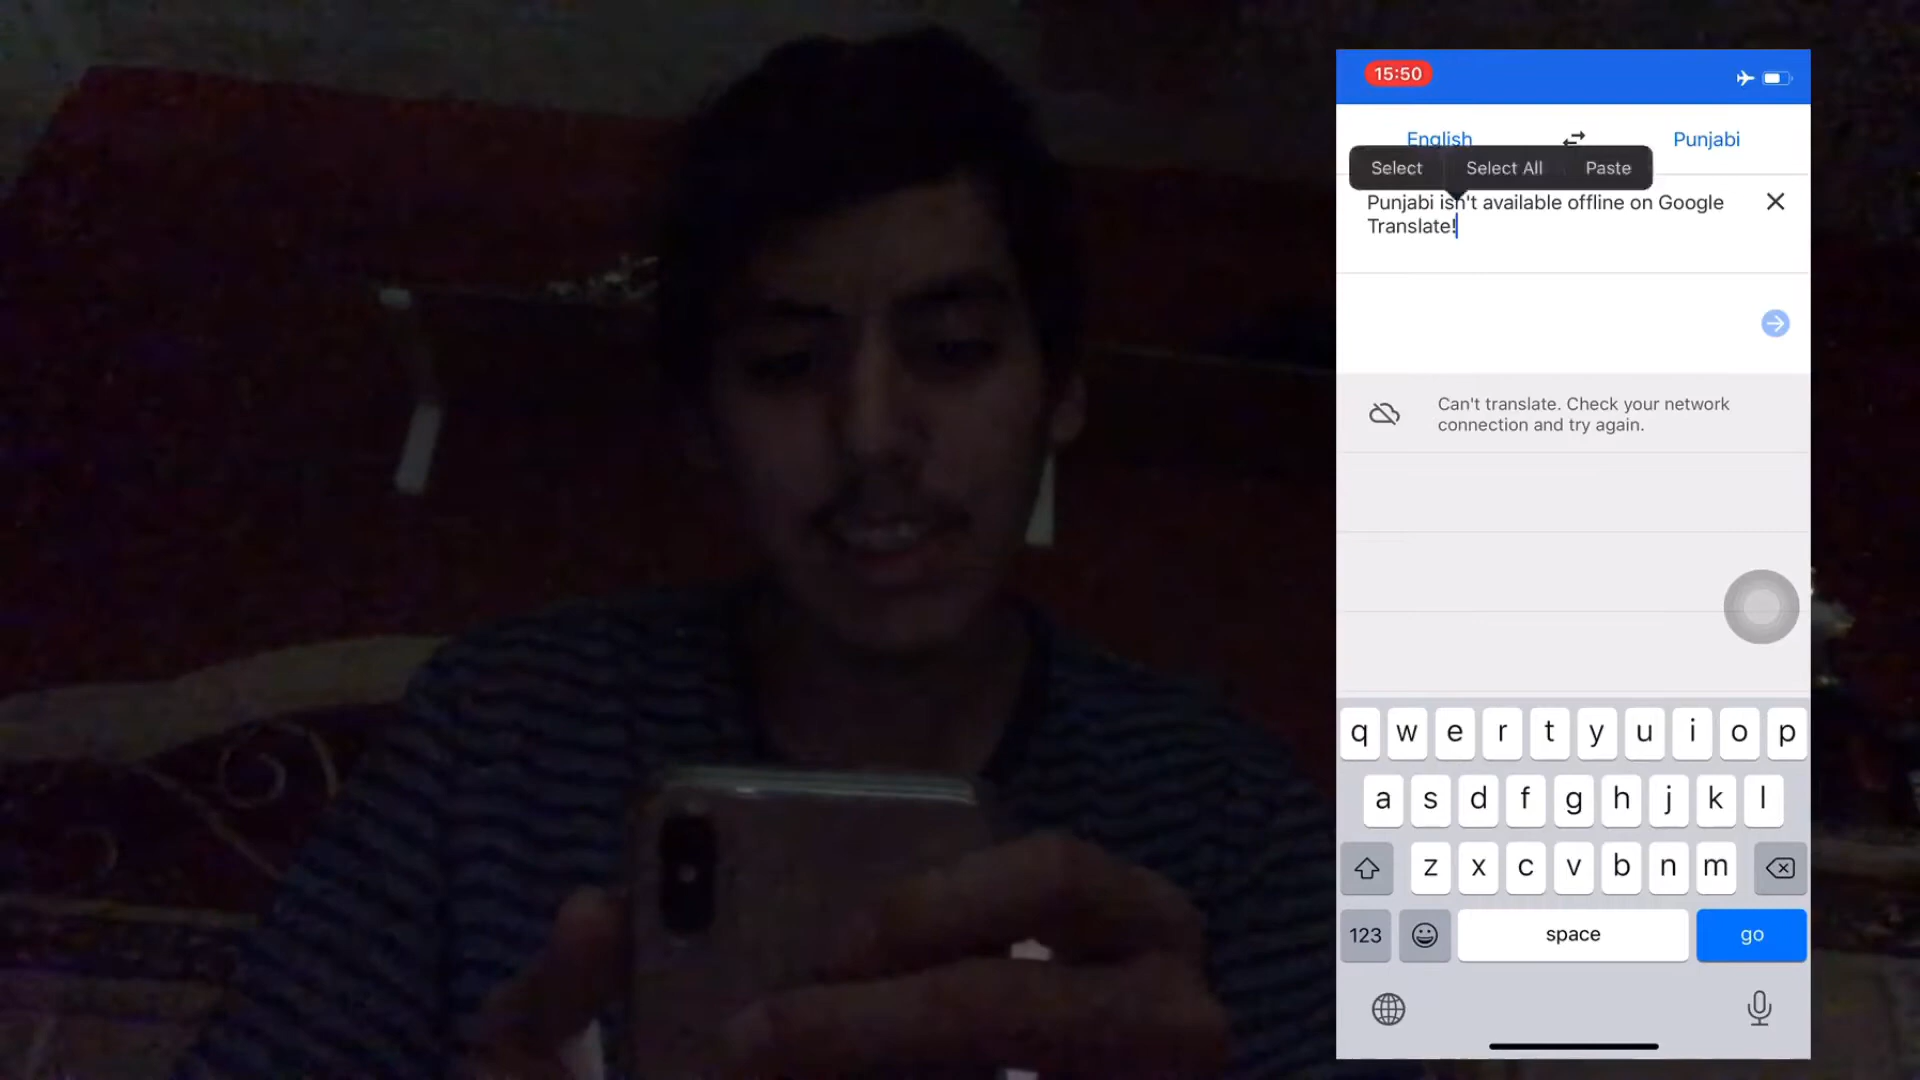 15:50
English Punjabi
Select Select All Paste
Punjabi isn't available offline on Google
Translate!
Can't translate. Check your network
connection and try again.
q w e r t y u i o p
a s d f g h j k l
z x c v b n m
123 space go